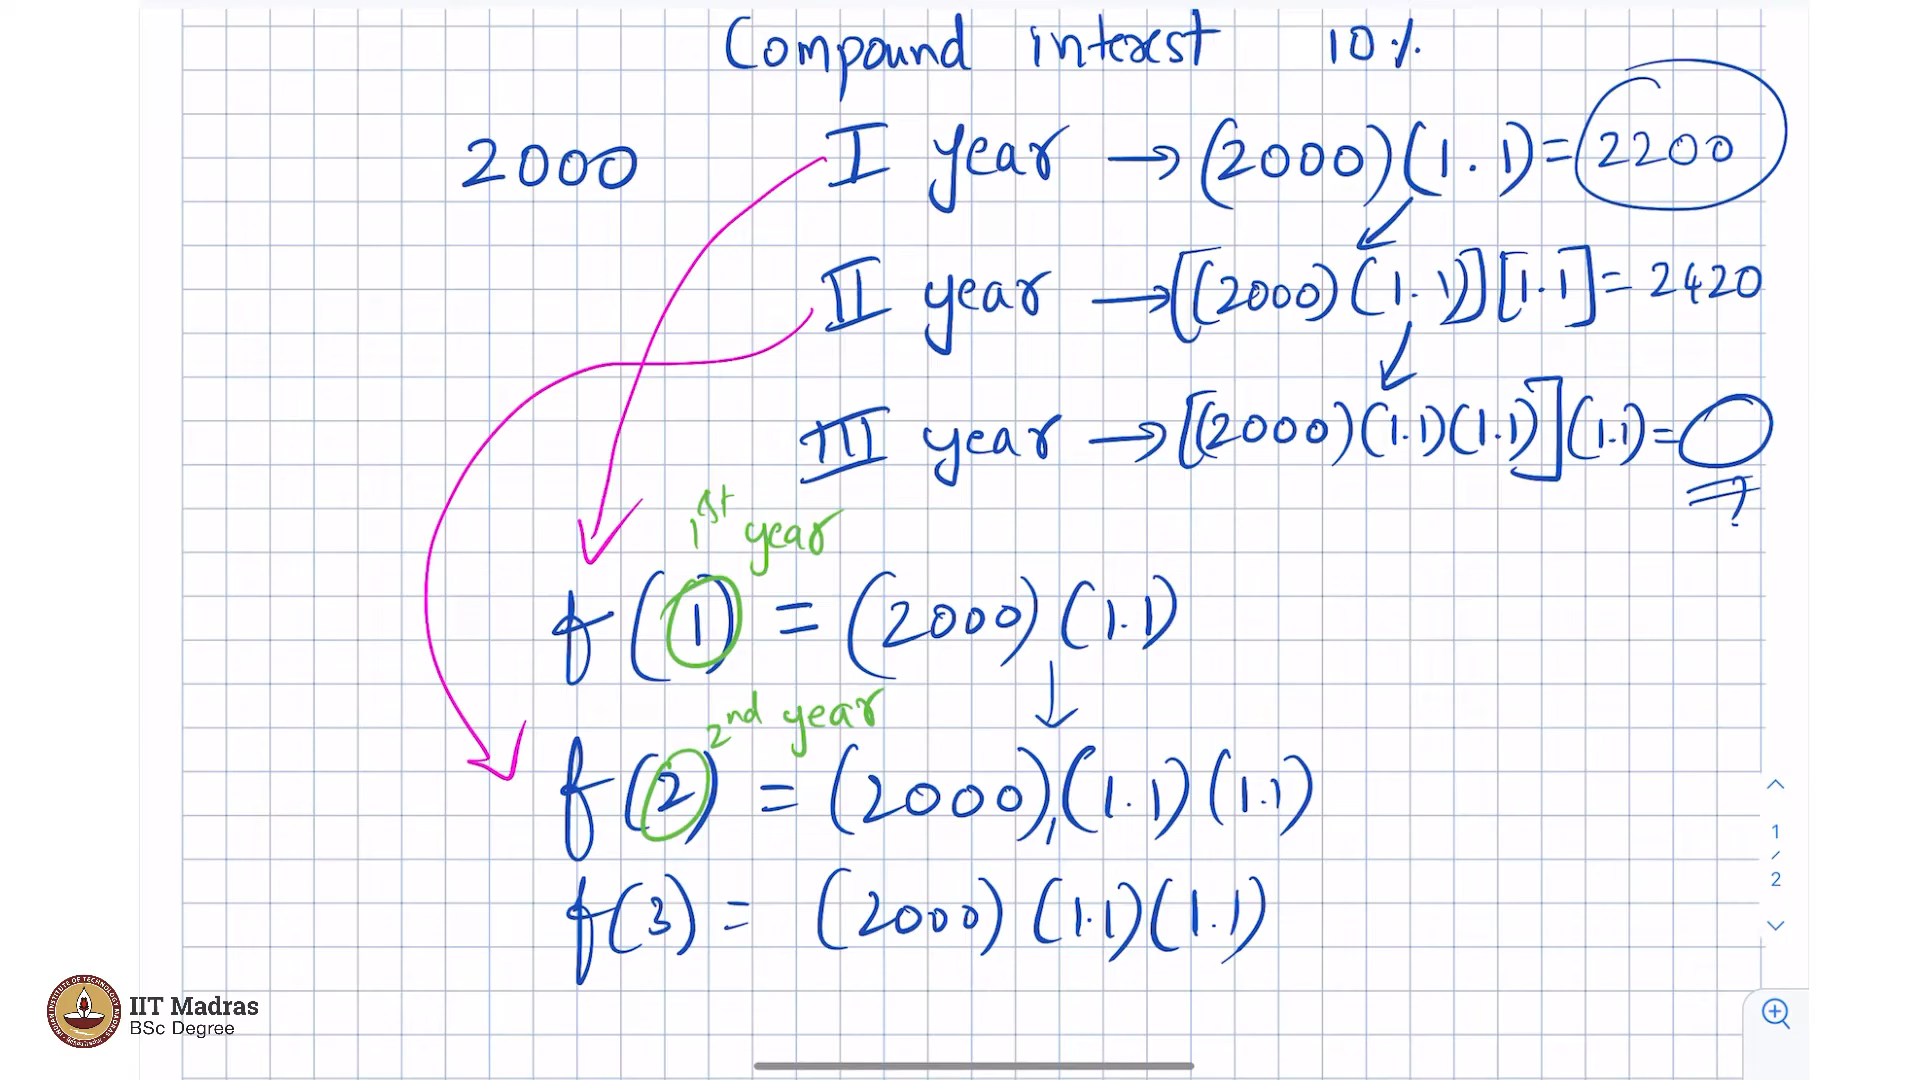 Compound interest 10%
2000 I year → (2000)(1.1) = 2200
II year → [(2000)(1.1)][1.1] = 2420
III year → [(2000)(1.1)(1.1)](1.1) =
?
1st year
f(1) = (2000)(1.1)
2nd year
f(2) = (2000)(1.1)(1.1)
f(3) = (2000)(1.1)(1.1)
1
/
2
IIT Madras
BSc Degree